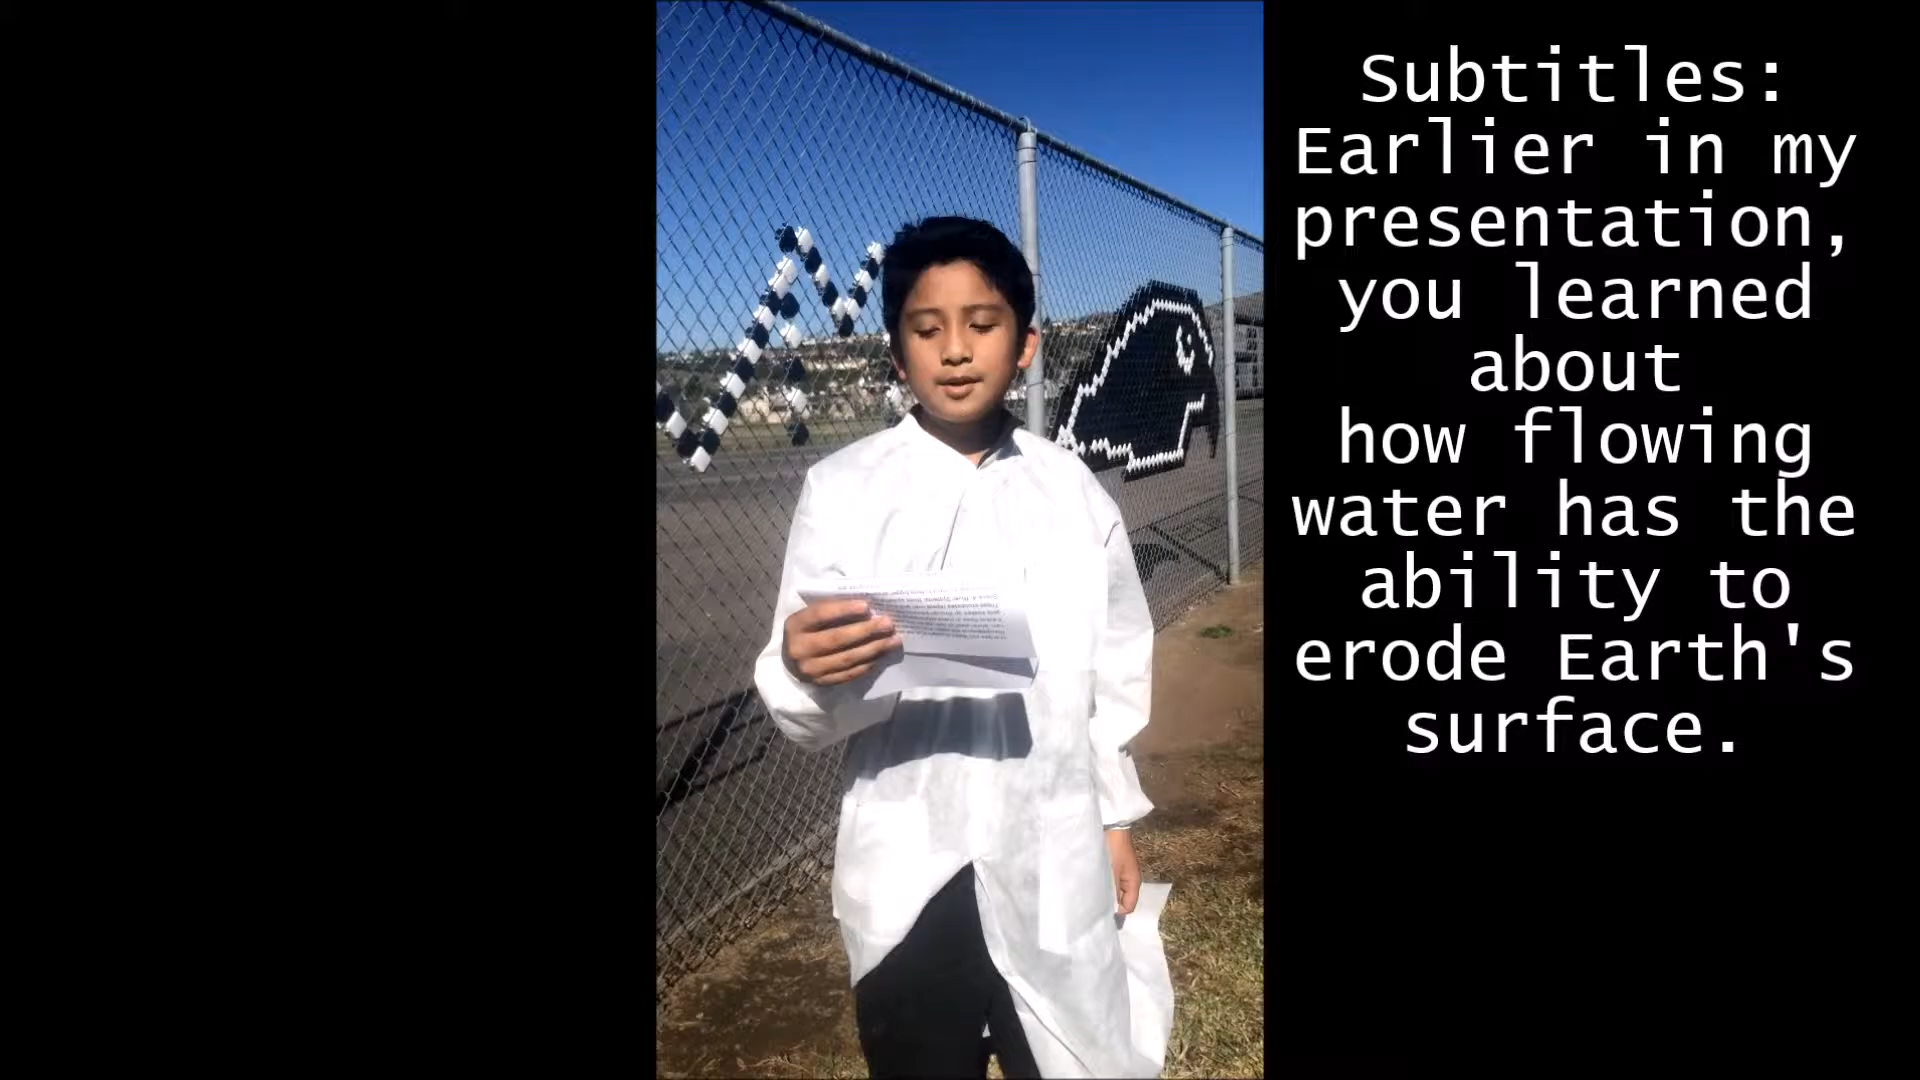 Subtitles:
Earlier in my
presentation,
you learned
about
how flowing
water has the
ability to
erode Earth's
surface.